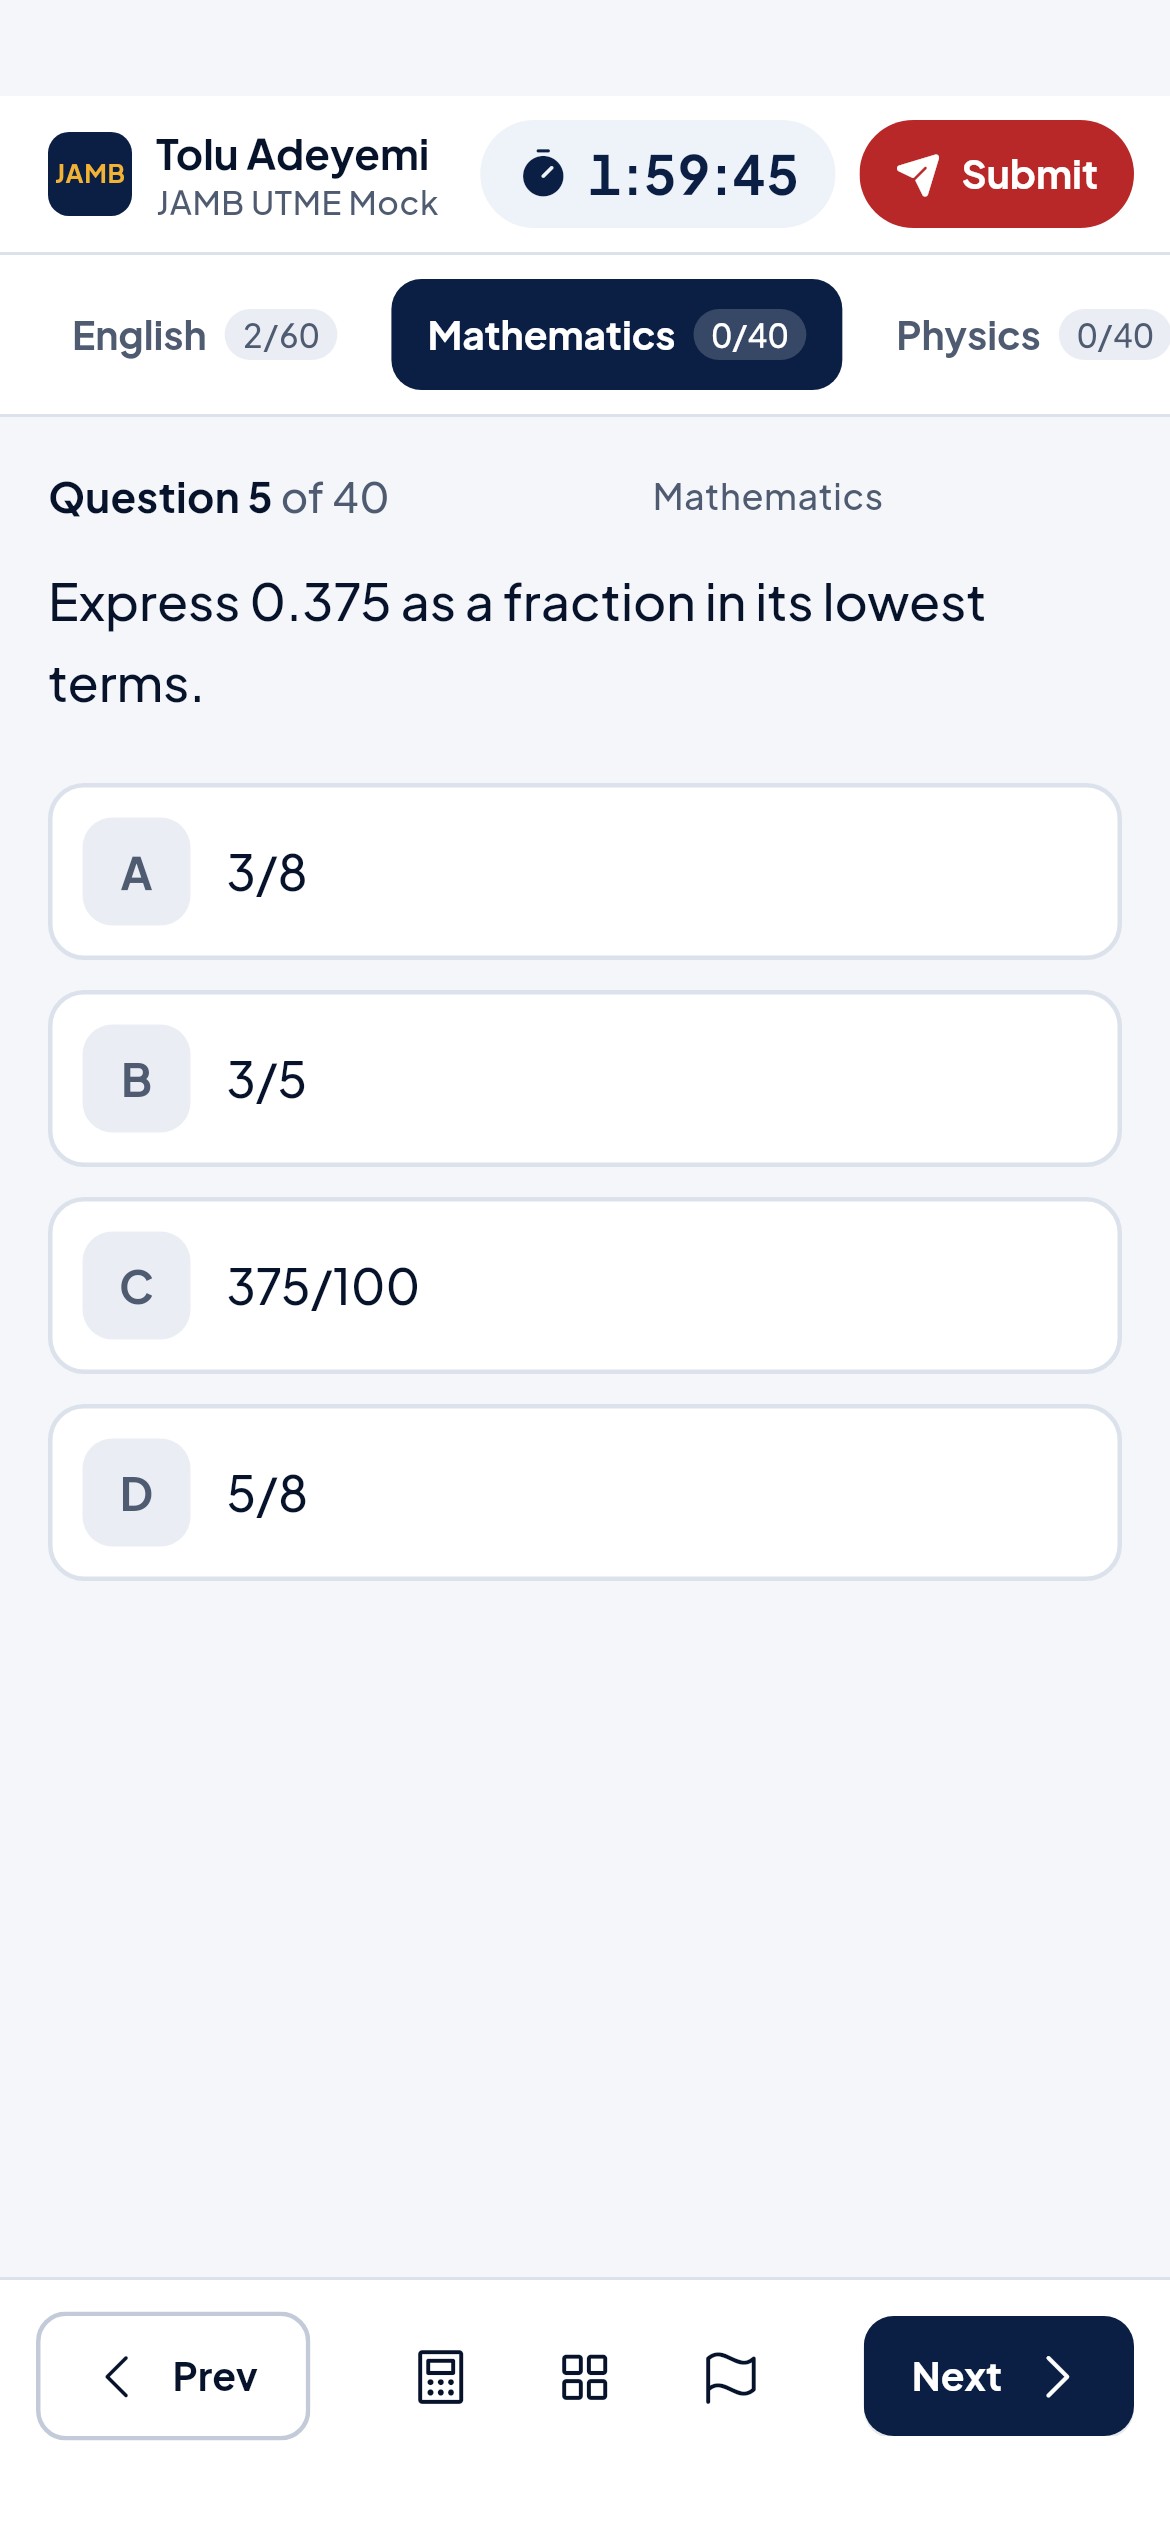 JAMB
Tolu Adeyemi
JAMB UTME Mock
1:59:45
Submit
English 2/60
Mathematics 0/40
Physics 0/40
Question 5 of 40
Mathematics
Express 0.375 as a fraction in its lowest
terms.
A 3/8
B 3/5
C 375/100
D 5/8
Prev
Next